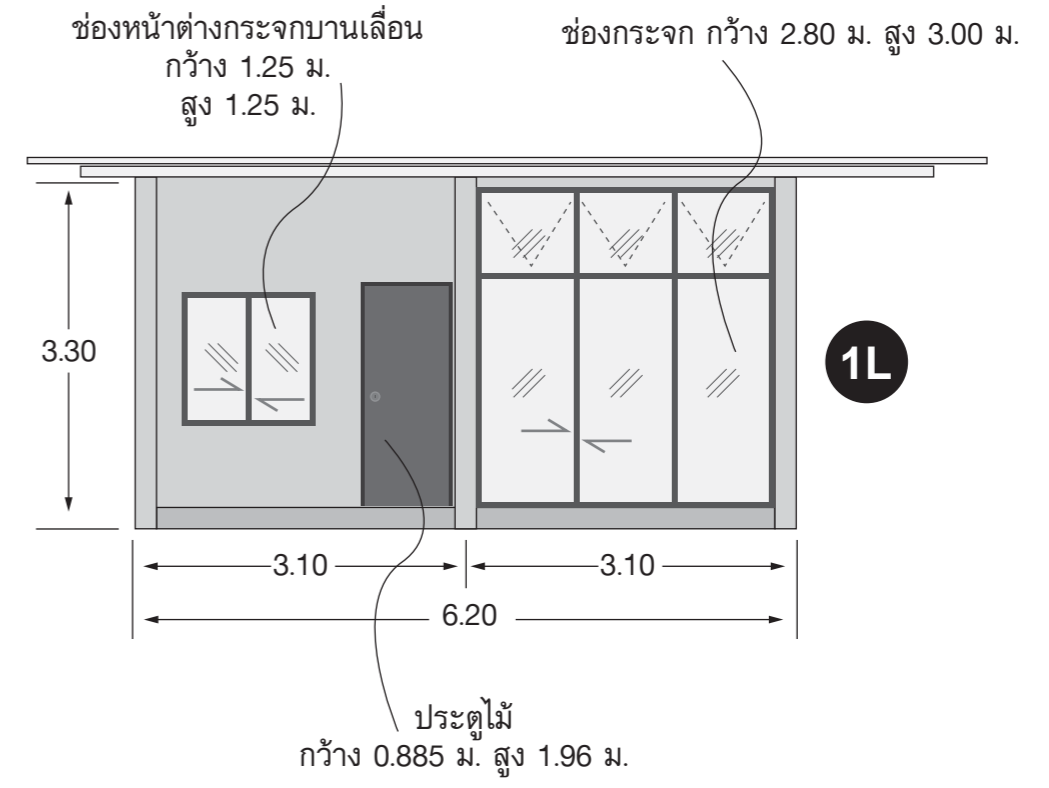 ช่องหน้าต่างกระจกบานเลื่อน
กว้าง 1.25 ม.
สูง 1.25 ม.
ช่องกระจก กว้าง 2.80 ม. สูง 3.00 ม.
3.30
1L
3.10
3.10
6.20
ประตูไม้
กว้าง 0.885 ม. สูง 1.96 ม.